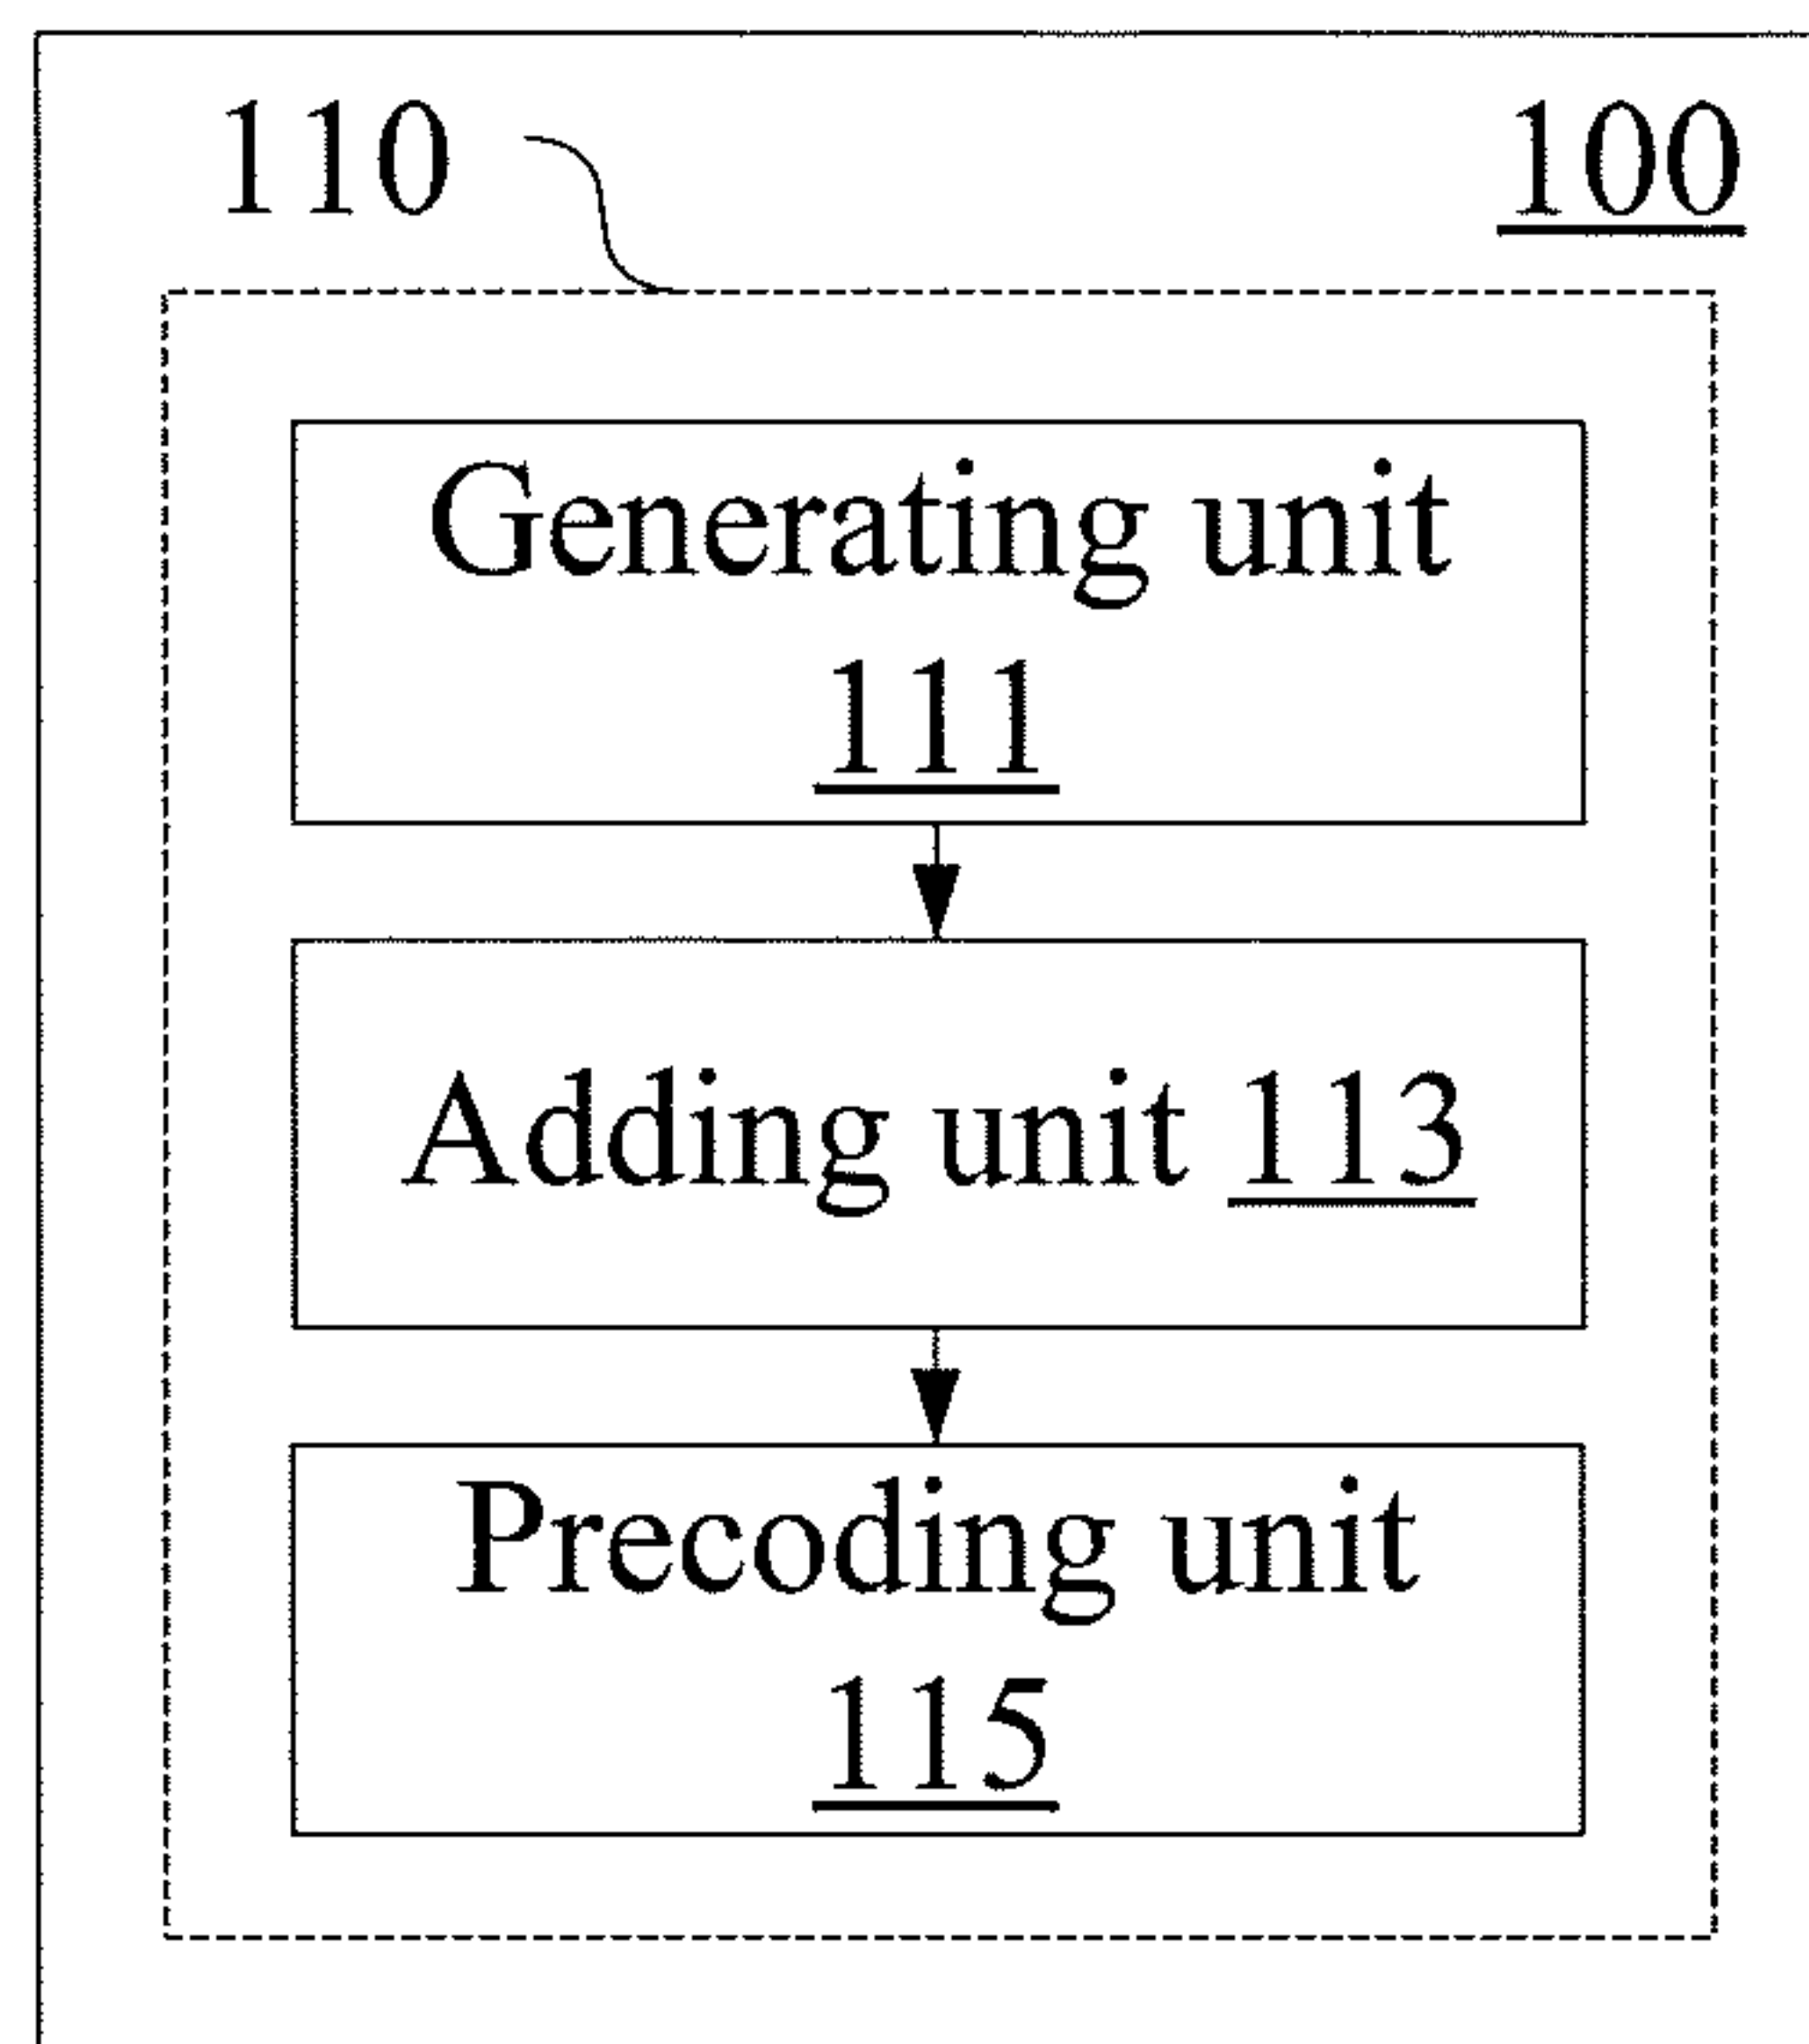 110
100
Generating unit
111
Adding unit 113
Precoding unit
115